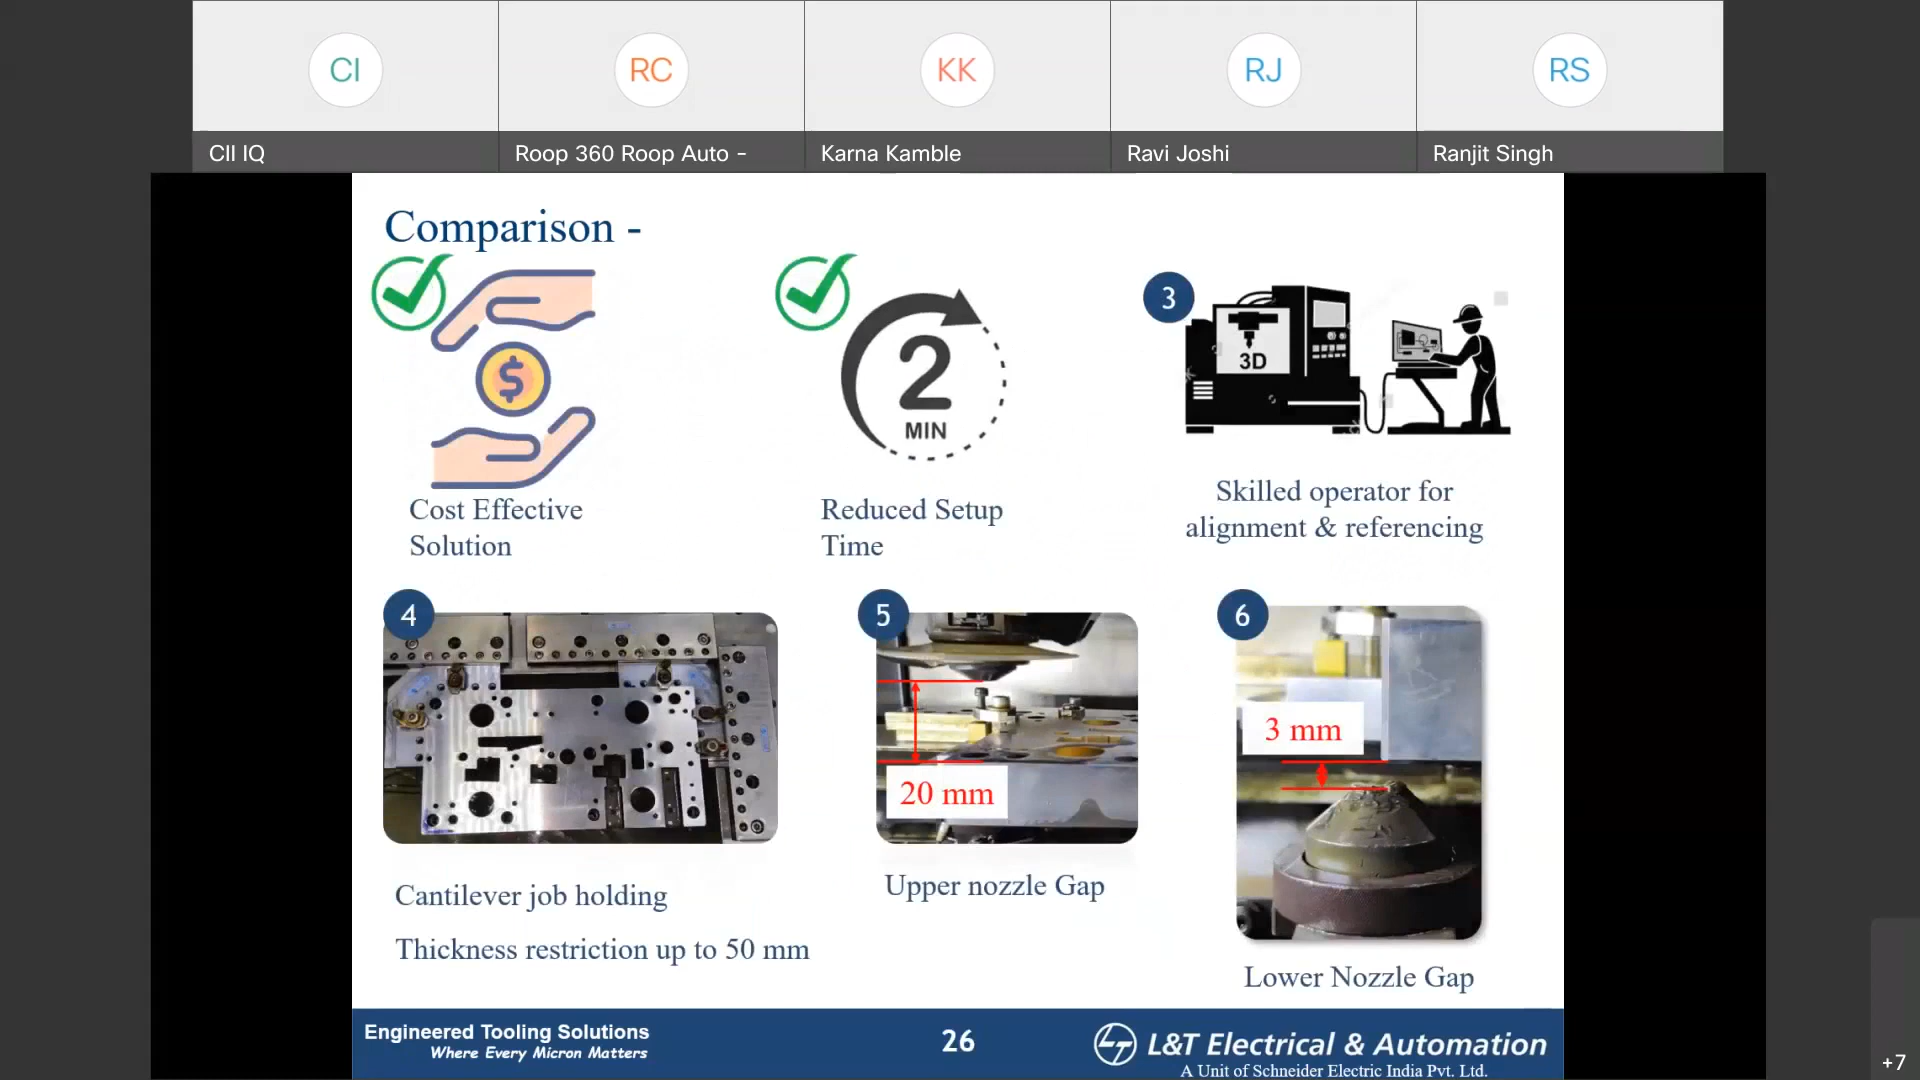 CI
RC
KK
RJ
RS
CII IQ
Roop 360 Roop Auto -
Karna Kamble
Ravi Joshi
Ranjit Singh
Comparison -
$
2
MIN
3
3D
Cost Effective
Solution
Reduced Setup
Time
Skilled operator for
alignment & referencing
4
5
6
20 mm
3 mm
Cantilever job holding
Thickness restriction up to 50 mm
Upper nozzle Gap
Lower Nozzle Gap
Engineered Tooling Solutions
Where Every Micron Matters
26
L&T Electrical & Automation
A Unit of Schneider Electric India Pvt. Ltd.
+7